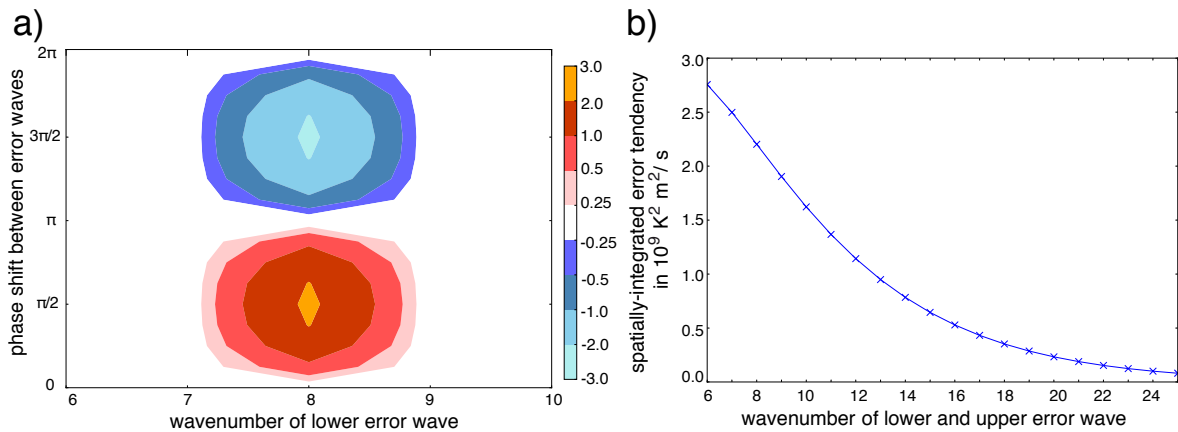 a)
phase shift between error waves
2π
3π/2
π
π/2
0
6
7
8
9
10
wavenumber of lower error wave
3.0
2.0
1.0
0.5
0.25
-0.25
-0.5
-1.0
-2.0
-3.0
b)
spatially-integrated error tendency
in 10⁹ K² m²/ s
3.0
2.5
2.0
1.5
1.0
0.5
0.0
6 8 10 12 14 16 18 20 22 24
wavenumber of lower and upper error wave